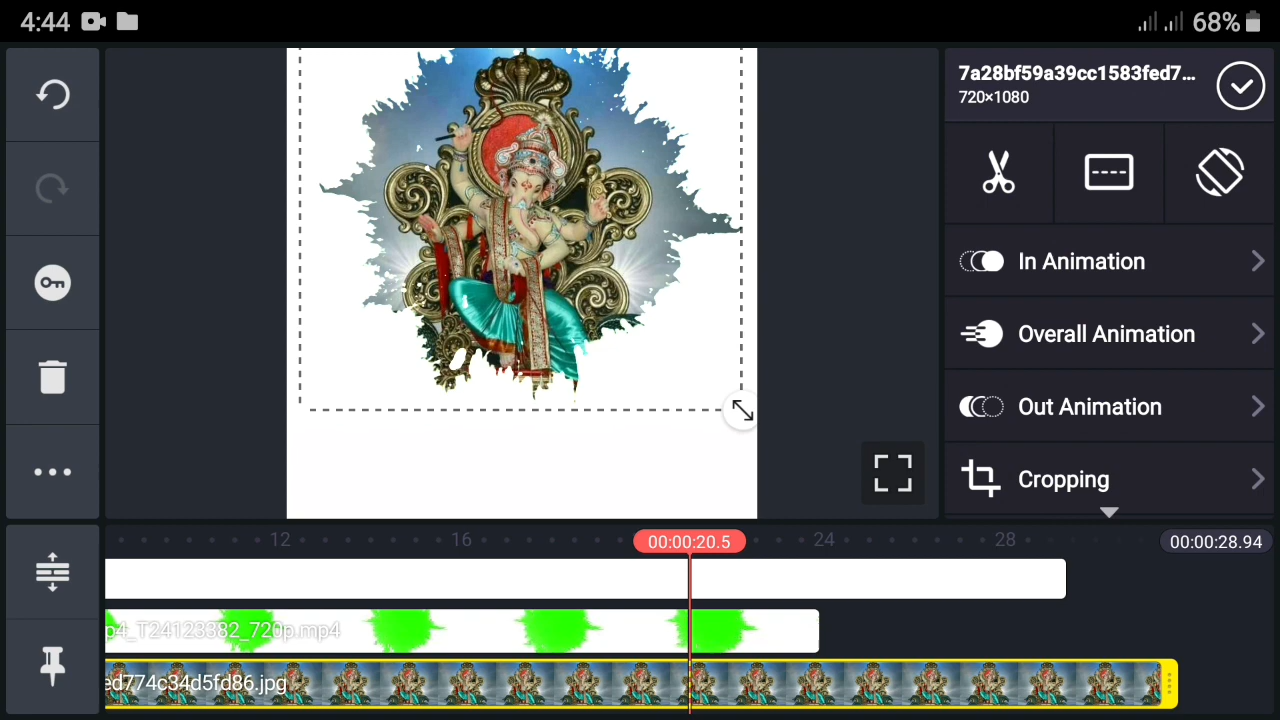 4:44
68%
7a28bf59a39cc1583fed7...
720×1080
In Animation
Overall Animation
Out Animation
Cropping
12
16
00:00:20.5
24
28
00:00:28.94
p4_T24123382_720p.mp4
ed774c34d5fd86.jpg